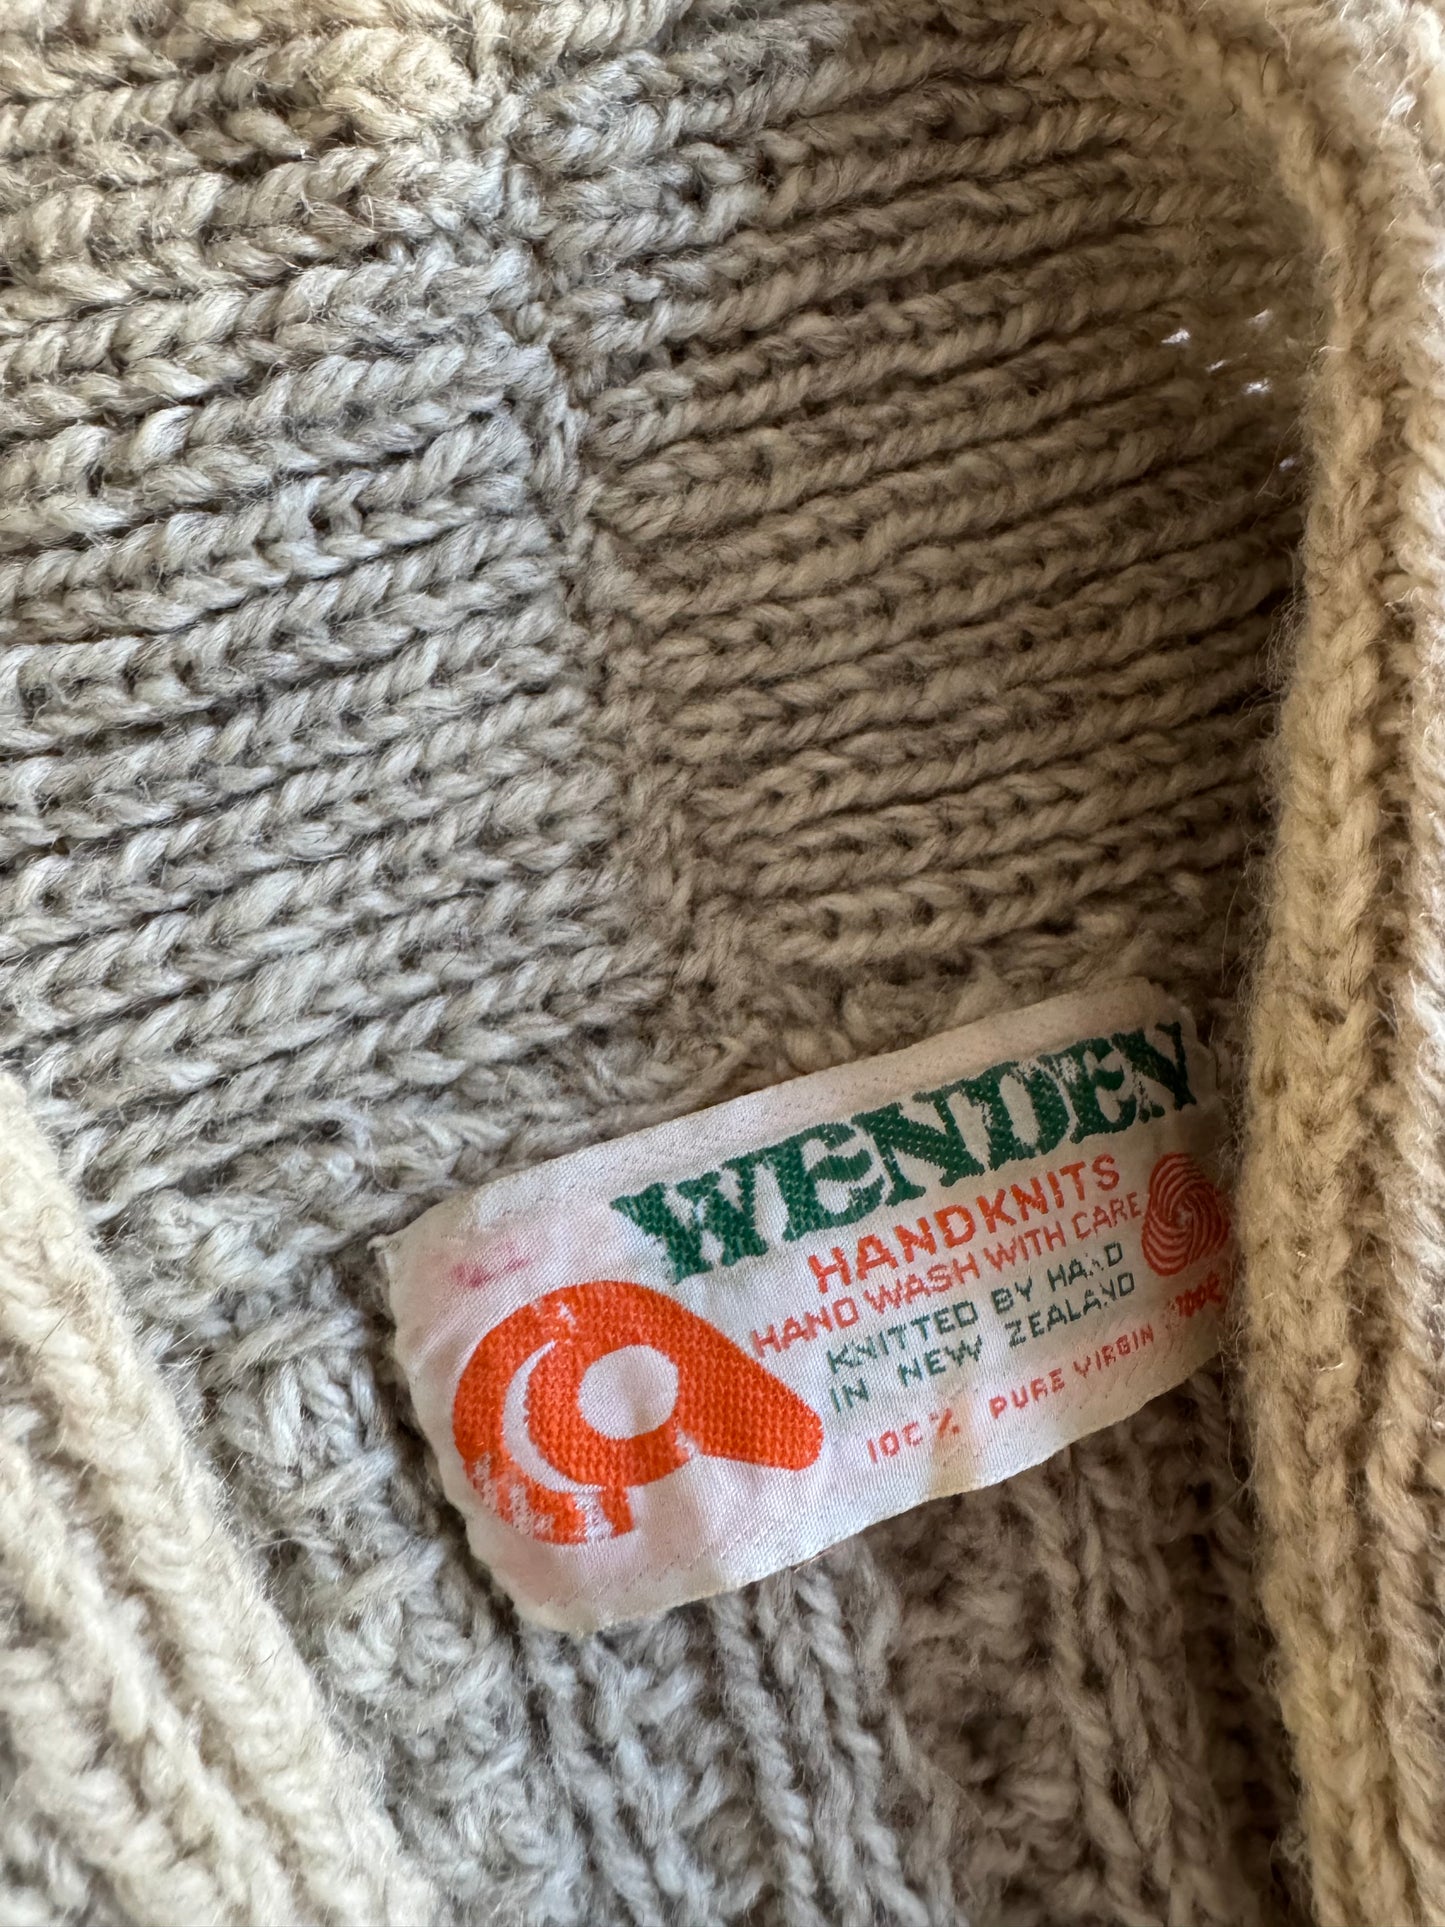 WENDEN
HANDKNITS
HAND WASH WITH CARE
KNITTED BY HAND
IN NEW ZEALAND
100% PURE VIRGIN